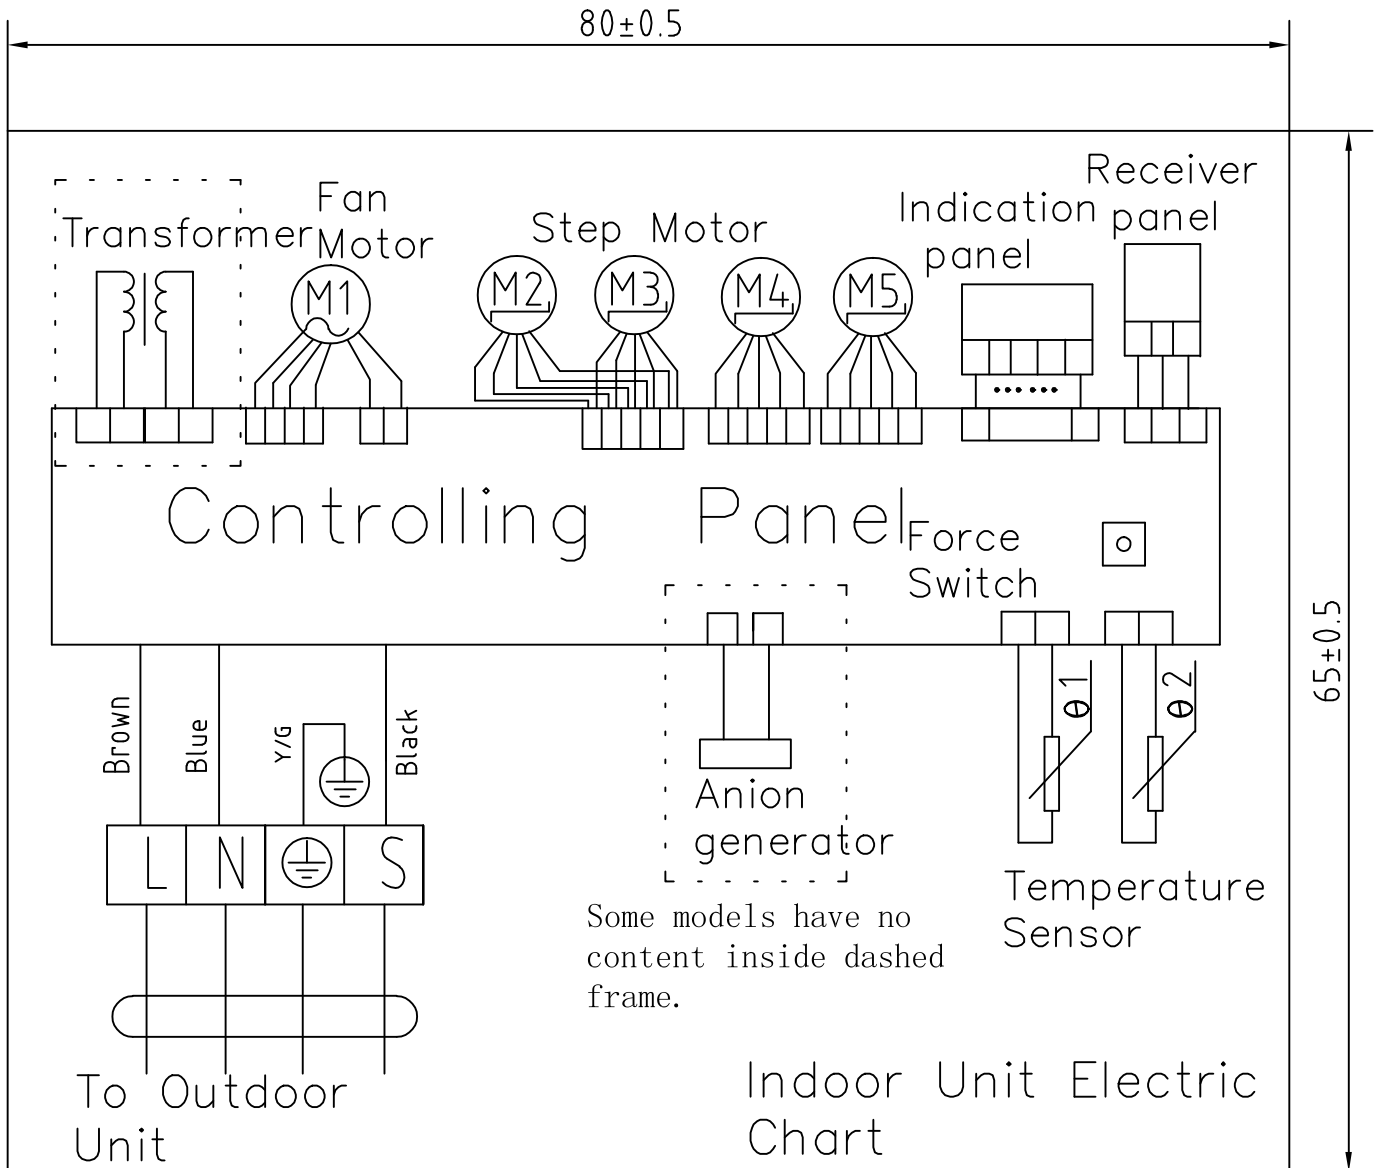 80±0.5
Receiver
panel
Indication
panel
Fan
Motor
Transformer
Step Motor
M1
M2
M3
M4
M5
Controlling Panel
Force
Switch
65±0.5
Brown
Blue
Y/G
Black
θ1
θ2
L
N
S
Anion
generator
Temperature
Sensor
Some models have no
content inside dashed
frame.
To Outdoor
Unit
Indoor Unit Electric
Chart